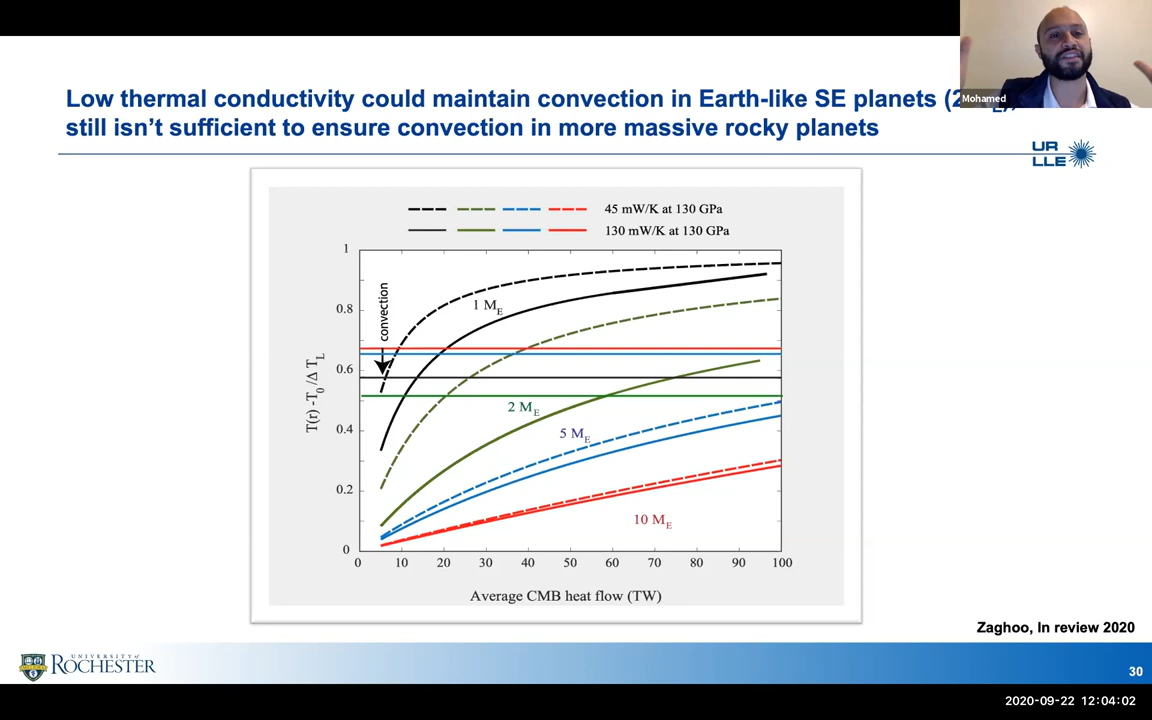 Mohamed
Low thermal conductivity could maintain convection in Earth-like SE planets (2
still isn't sufficient to ensure convection in more massive rocky planets
UR
LLE
45 mW/K at 130 GPa
130 mW/K at 130 GPa
1
0.8
0.6
0.4
0.2
0
T(r) -T0 /Δ TL
convection
1 ME
2 ME
5 ME
10 ME
0 10 20 30 40 50 60 70 80 90 100
Average CMB heat flow (TW)
Zaghoo, In review 2020
UNIVERSITY of
ROCHESTER
30
2020-09-22 12:04:02